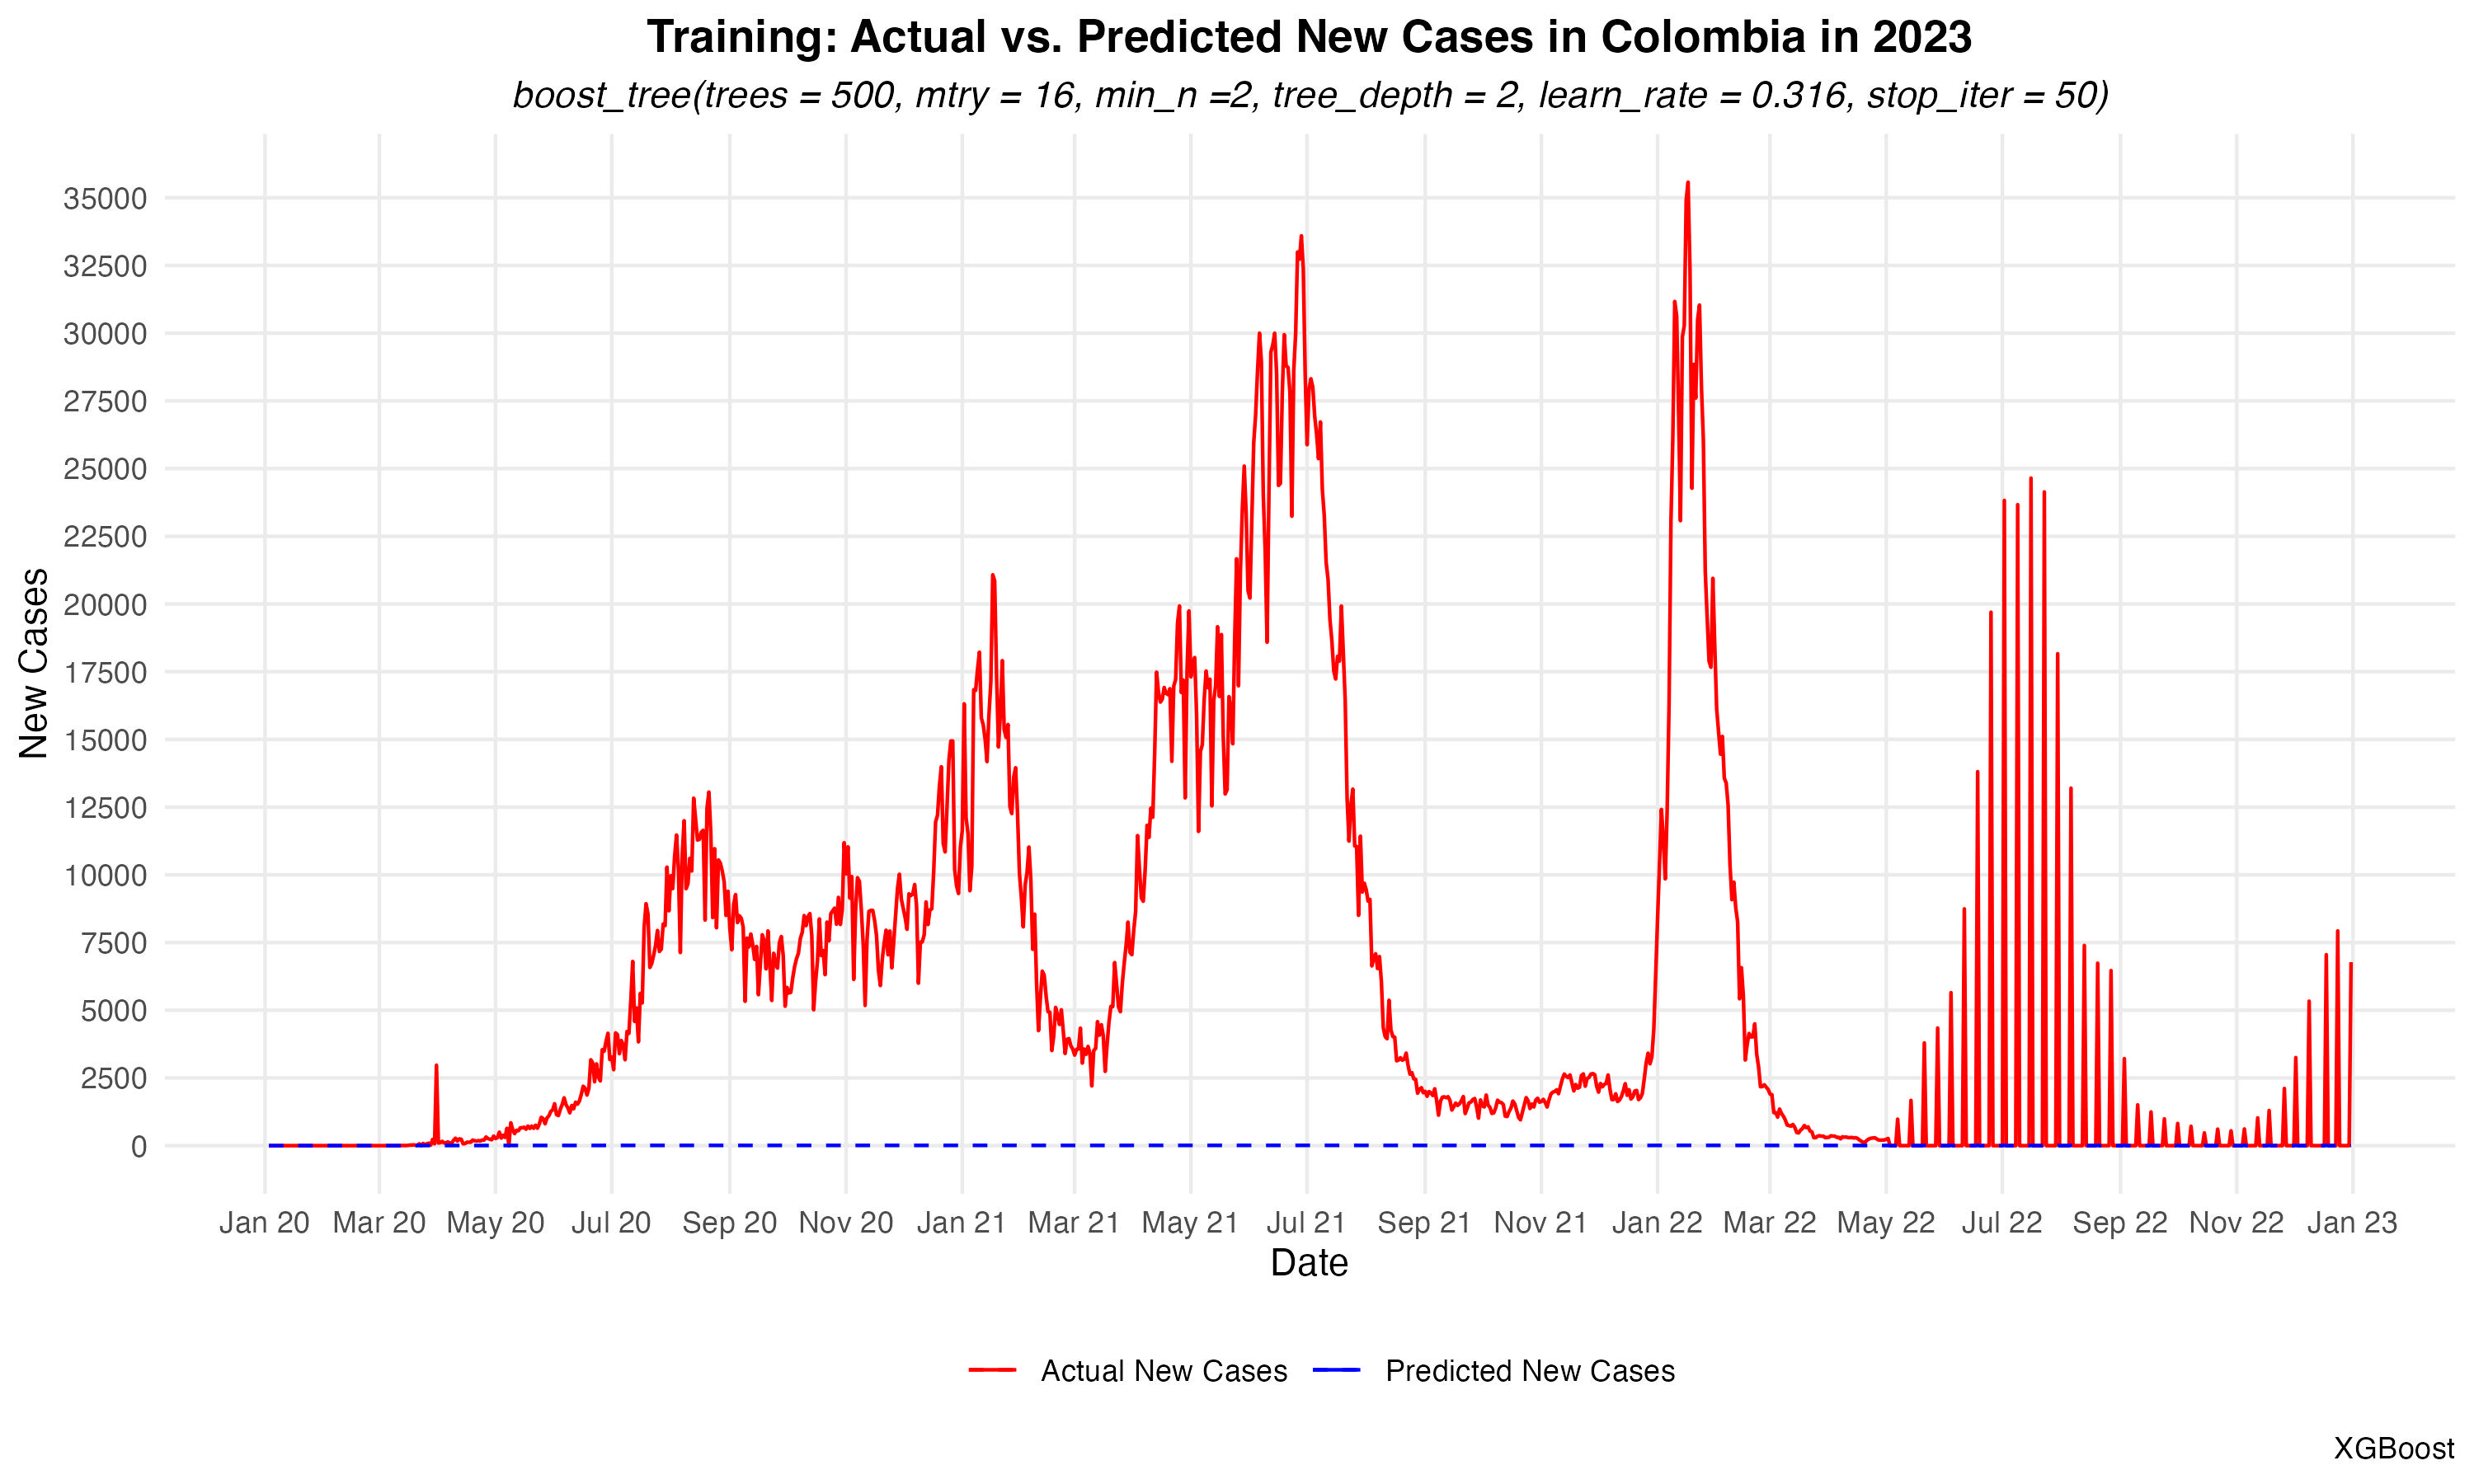 Training: Actual vs. Predicted New Cases in Colombia in 2023
boost_tree(trees = 500, mtry = 16, min_n =2, tree_depth = 2, learn_rate = 0.316, stop_iter = 50)
New Cases
35000
32500
30000
27500
25000
22500
20000
17500
15000
12500
10000
7500
5000
2500
0
Jan 20 Mar 20 May 20 Jul 20 Sep 20 Nov 20 Jan 21 Mar 21 May 21 Jul 21 Sep 21 Nov 21 Jan 22 Mar 22 May 22 Jul 22 Sep 22 Nov 22 Jan 23
Date
Actual New Cases Predicted New Cases
XGBoost